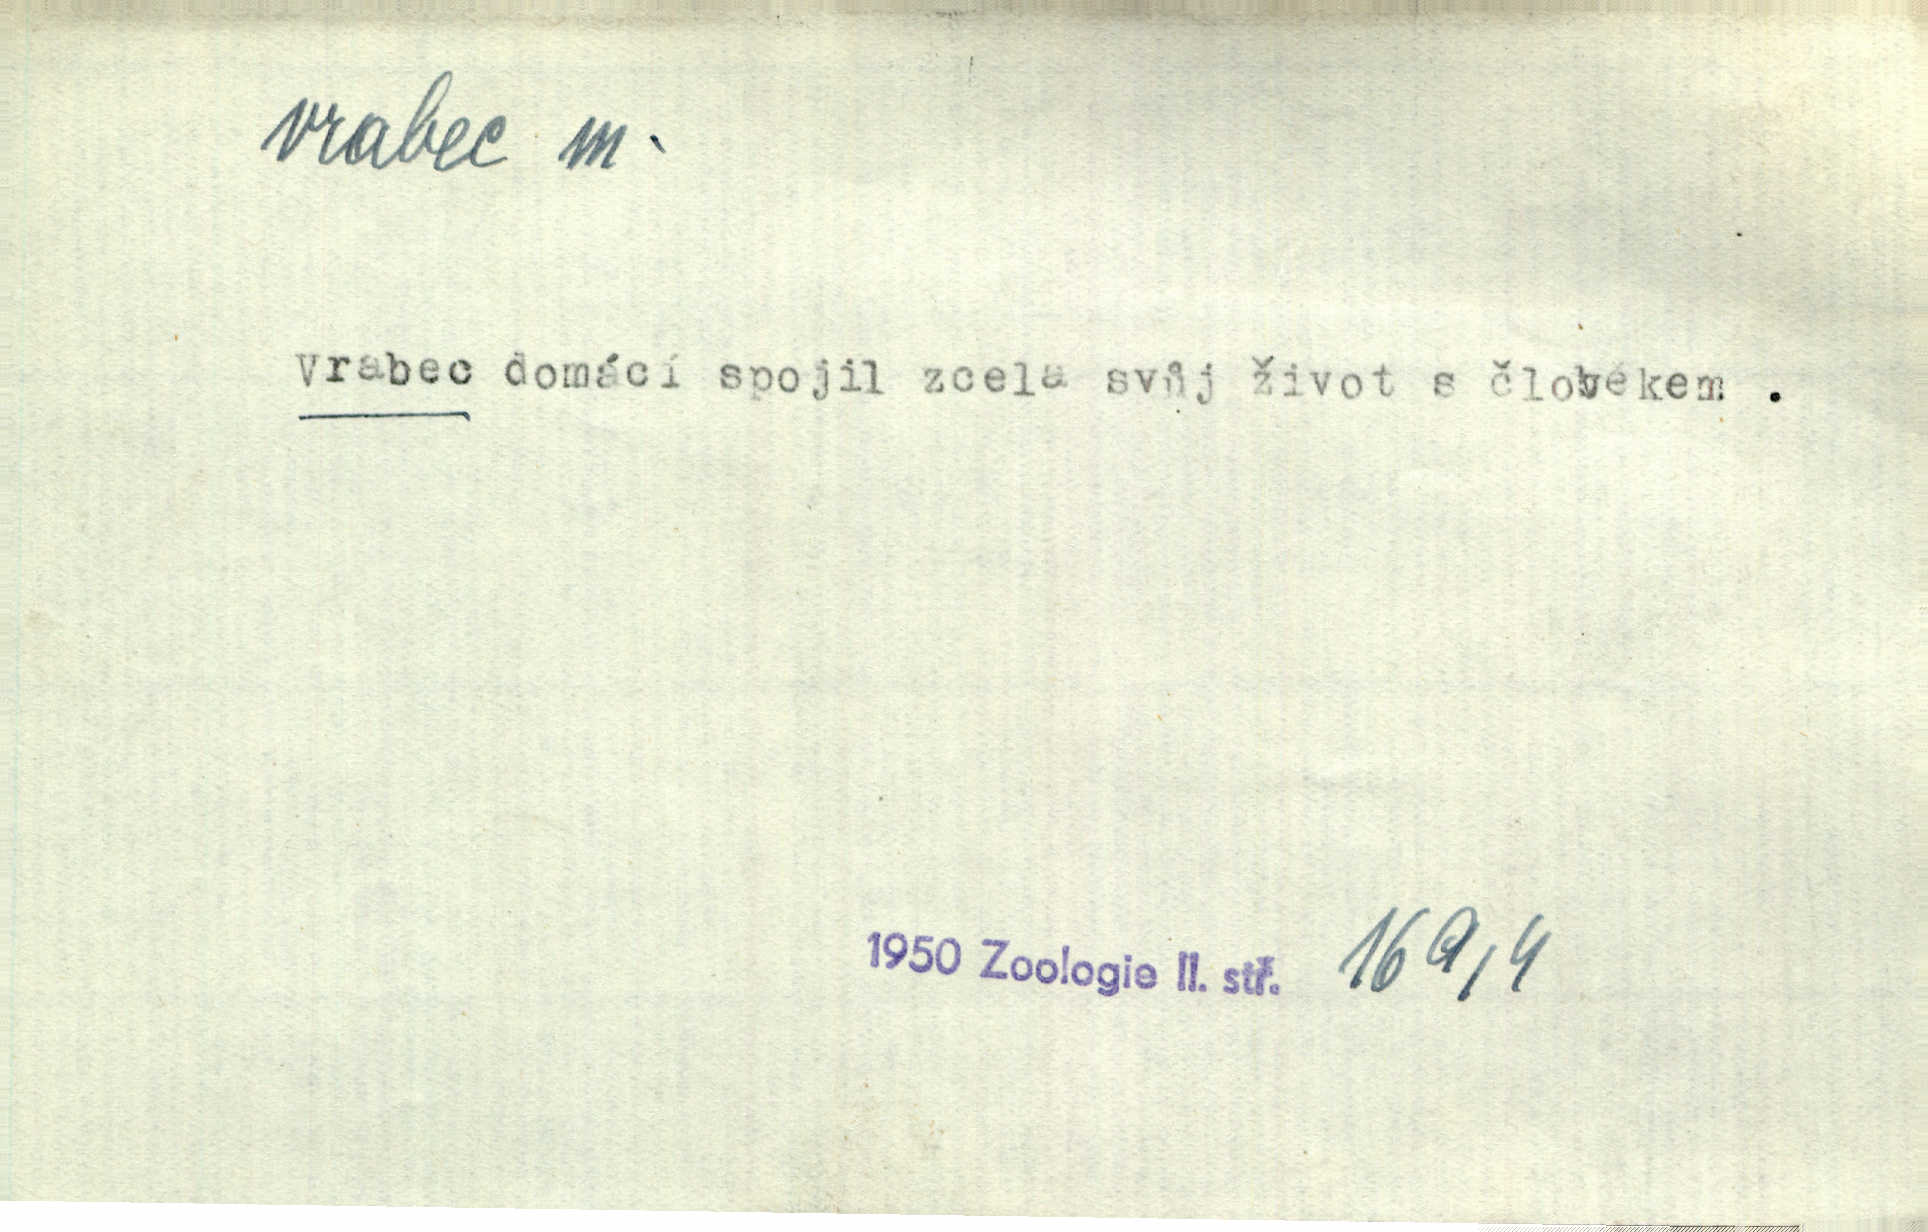 vrabec m.
Vrabec domácí spojil zcela svůj život s člověkem .
1950 Zoologie II. stř. 169,4